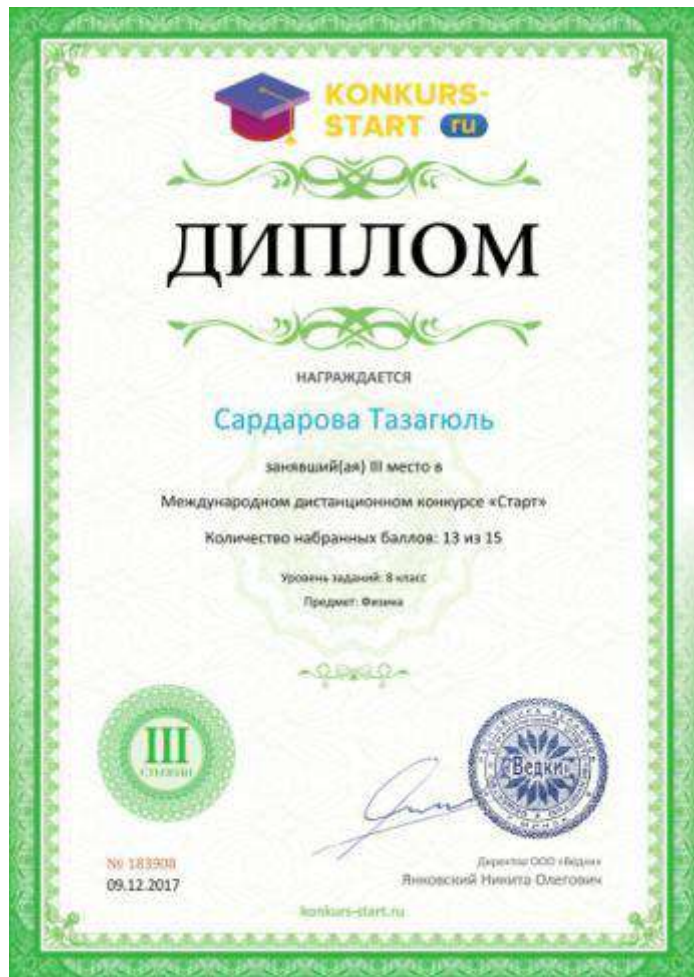 KONKURS-
START ru
ДИПЛОМ
НАГРАЖДАЕТСЯ
Сардарова Тазагюль
занявший(ая) III место в
Международном дистанционном конкурсе «Старт»
Количество набранных баллов: 13 из 15
Уровень заданий: 8 класс
Предмет: Физика
III
СТЕПЕНИ
«Ведки»
№ 183908
09.12.2017
Директор ООО «Ведки»
Янковский Никита Олегович
konkurs-start.ru